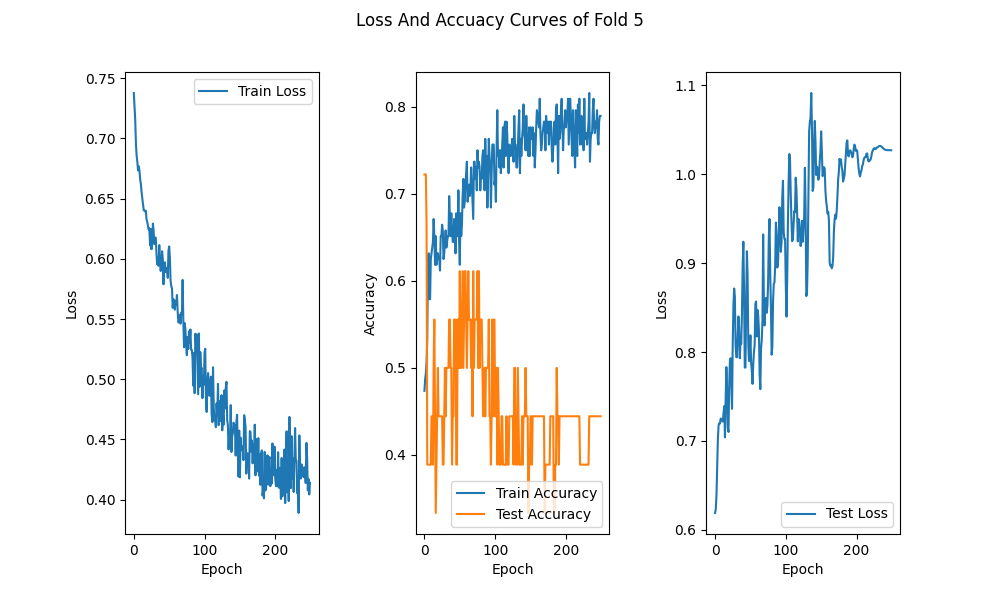 Loss And Accuacy Curves of Fold 5
0.75
0.70
0.65
0.60
0.55
0.50
0.45
0.40
Loss
Train Loss
0
100
200
Epoch
0.8
0.7
0.6
0.5
0.4
Accuracy
Train Accuracy
Test Accuracy
0
100
200
Epoch
1.1
1.0
0.9
0.8
0.7
0.6
Loss
Test Loss
0
100
200
Epoch